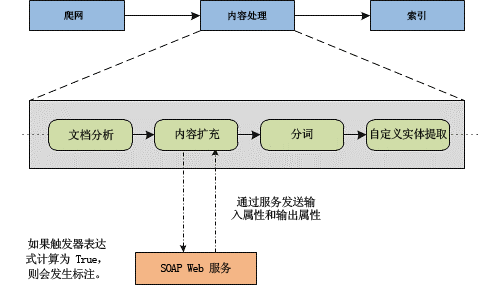 爬网
内容处理
索引
文档分析
内容扩充
分词
自定义实体提取
通过服务发送输
入属性和输出属性
如果触发器表达
式计算为 True,
则会发生标注。
SOAP Web 服务